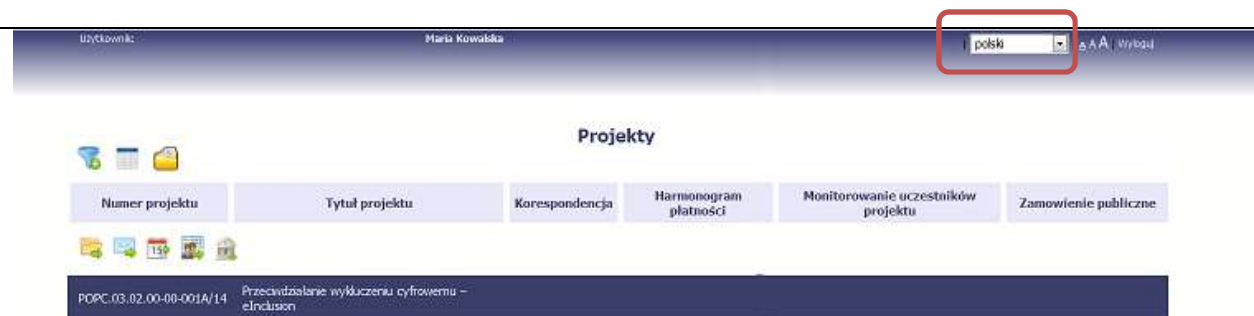 Użytkownik: Maria Kowalska | polski A A A | Wyloguj
Projekty
Numer projektu Tytuł projektu Korespondencja Harmonogram płatności Monitorowanie uczestników projektu Zamowienie publiczne
POPC.03.02.00-00-001A/14 Przeciwdziałanie wykluczeniu cyfrowemu –
eInclusion